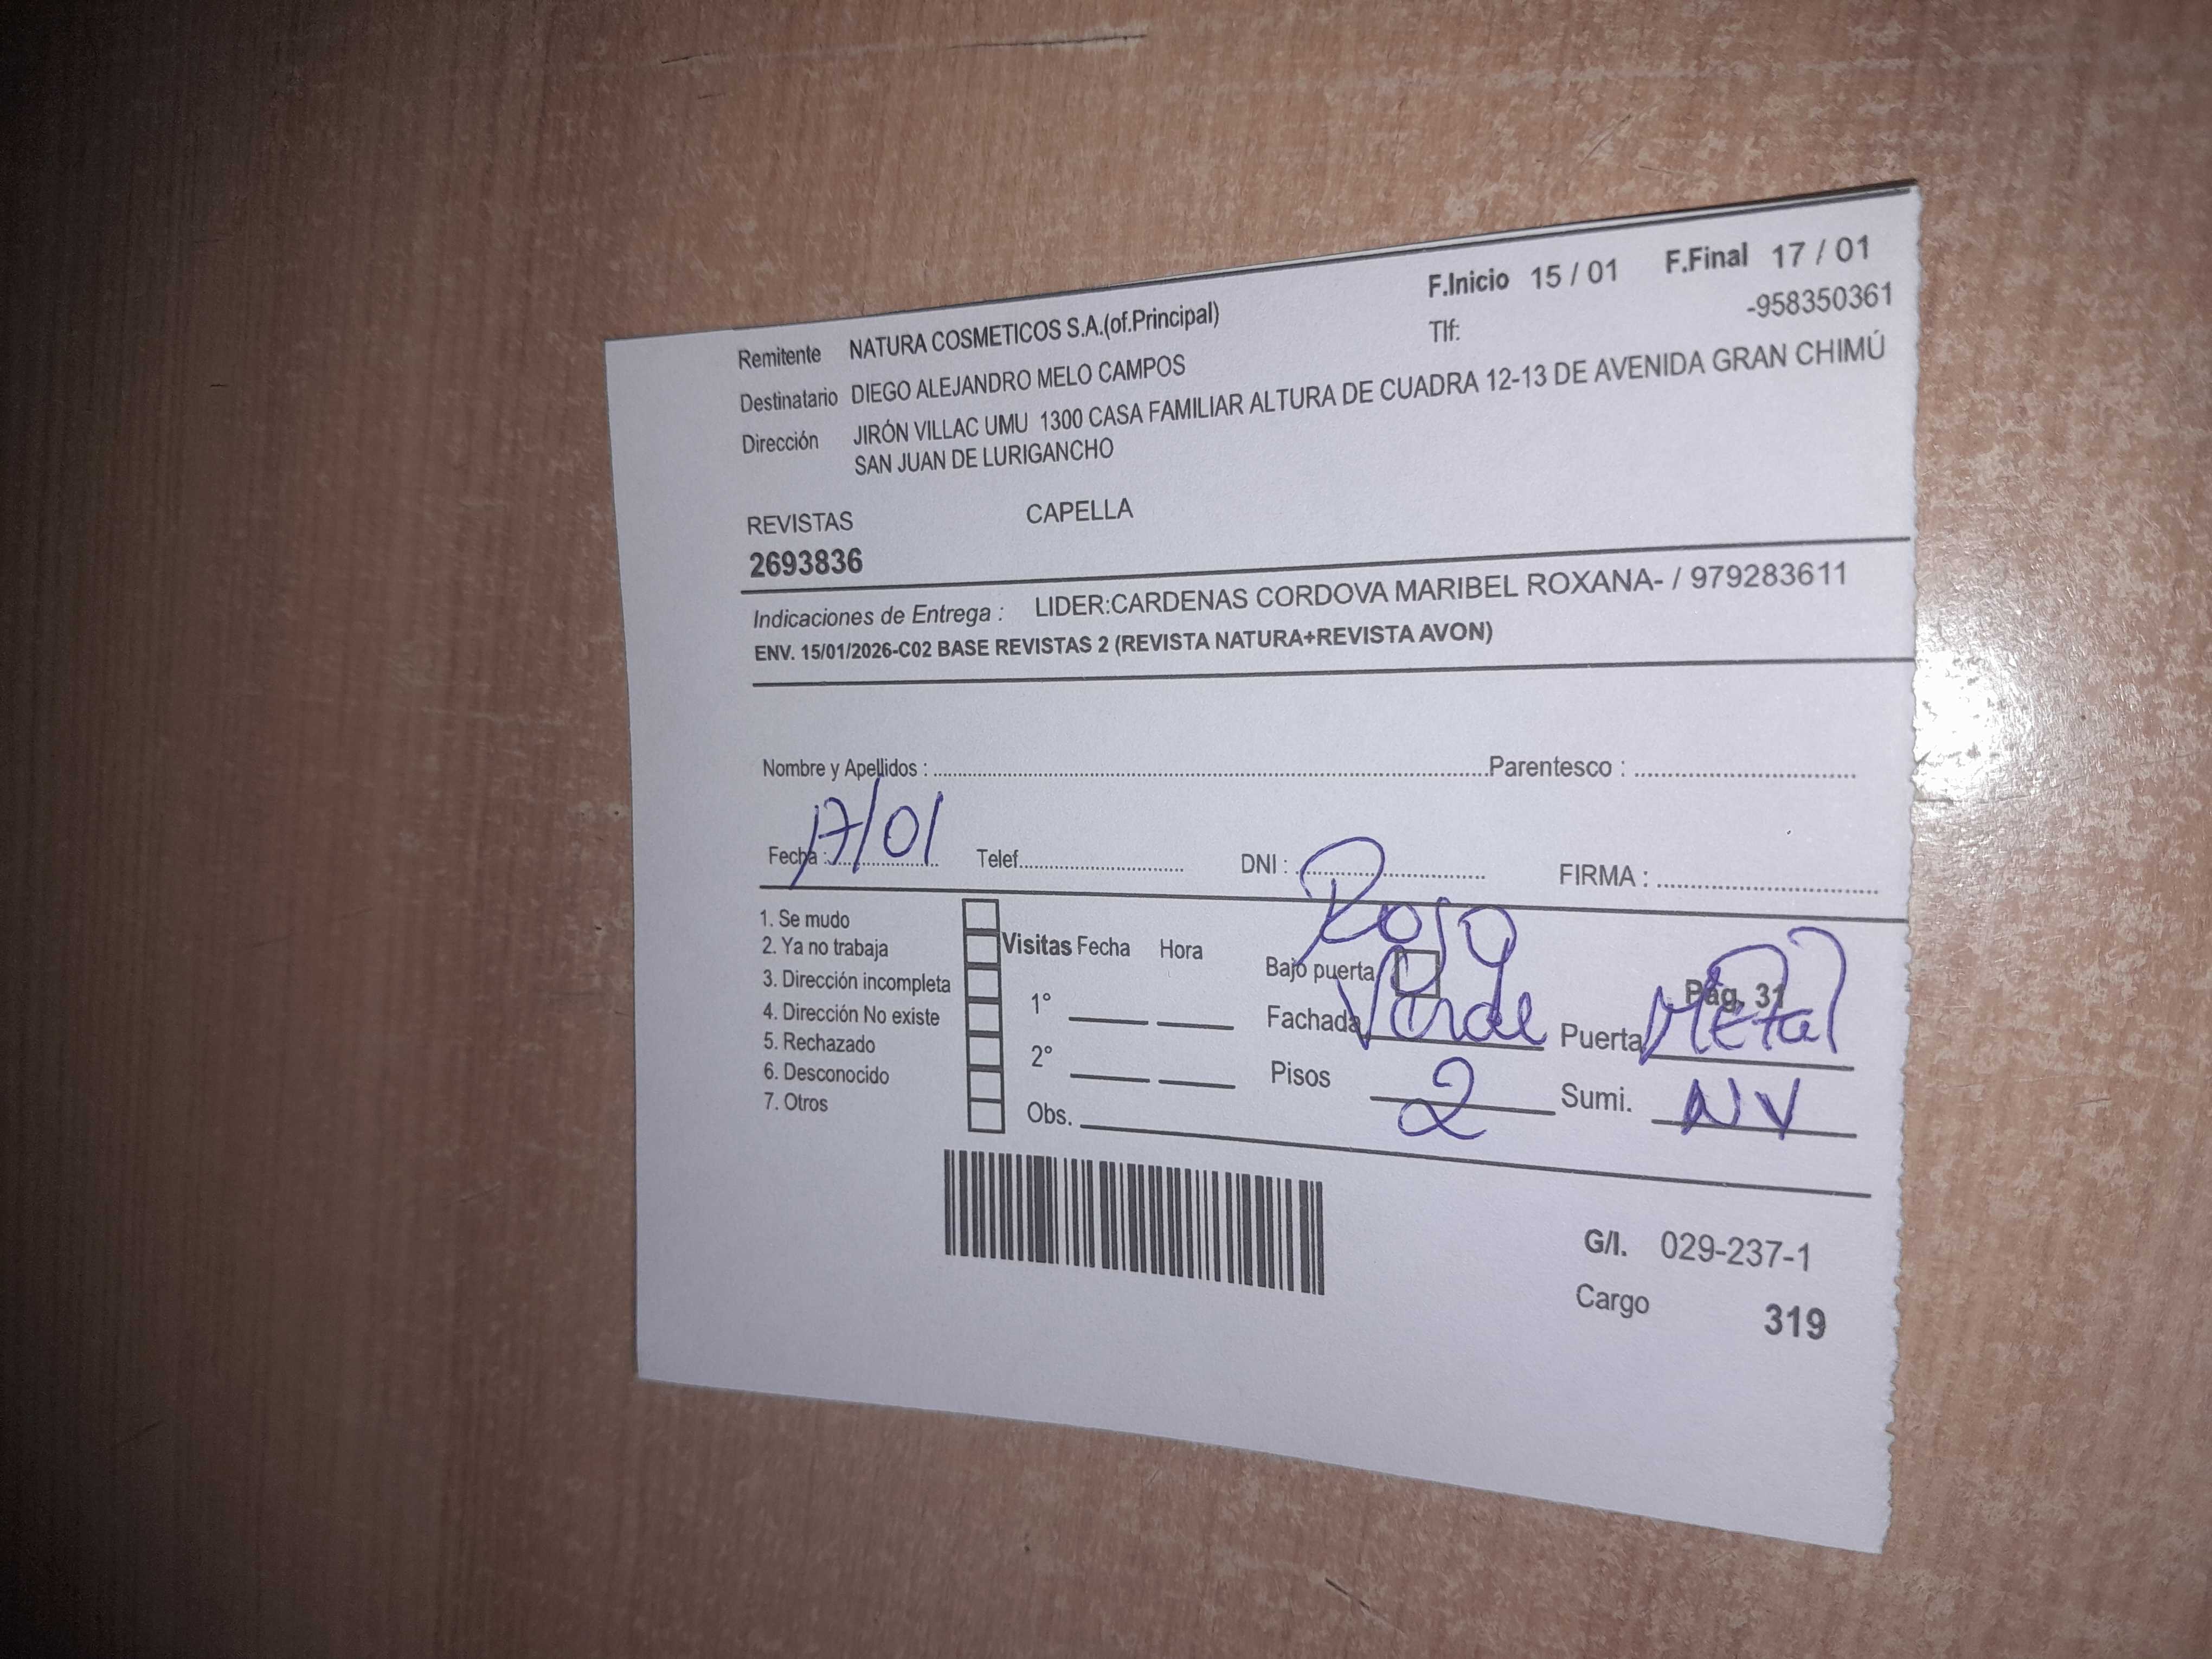 F.Inicio 15 / 01 F.Final 17 / 01
Remitente NATURA COSMETICOS S.A.(of.Principal) Tlf: -958350361
Destinatario DIEGO ALEJANDRO MELO CAMPOS
Dirección JIRÓN VILLAC UMU 1300 CASA FAMILIAR ALTURA DE CUADRA 12-13 DE AVENIDA GRAN CHIMÚ
SAN JUAN DE LURIGANCHO
REVISTAS CAPELLA
2693836
Indicaciones de Entrega : LIDER:CARDENAS CORDOVA MARIBEL ROXANA- / 979283611
ENV. 15/01/2026-C02 BASE REVISTAS 2 (REVISTA NATURA+REVISTA AVON)
Nombre y Apellidos : Parentesco :
Fecha : 17/01 Telef. DNI : FIRMA :
1. Se mudo
2. Ya no trabaja
3. Dirección incompleta
4. Dirección No existe
5. Rechazado
6. Desconocido
7. Otros
Visitas Fecha Hora
1°
2°
Obs.
Bajo puerta Pág. 31
Fachada Verde Puerta Metal
Pisos 2 Sumi. NV
G/I. 029-237-1
Cargo 319